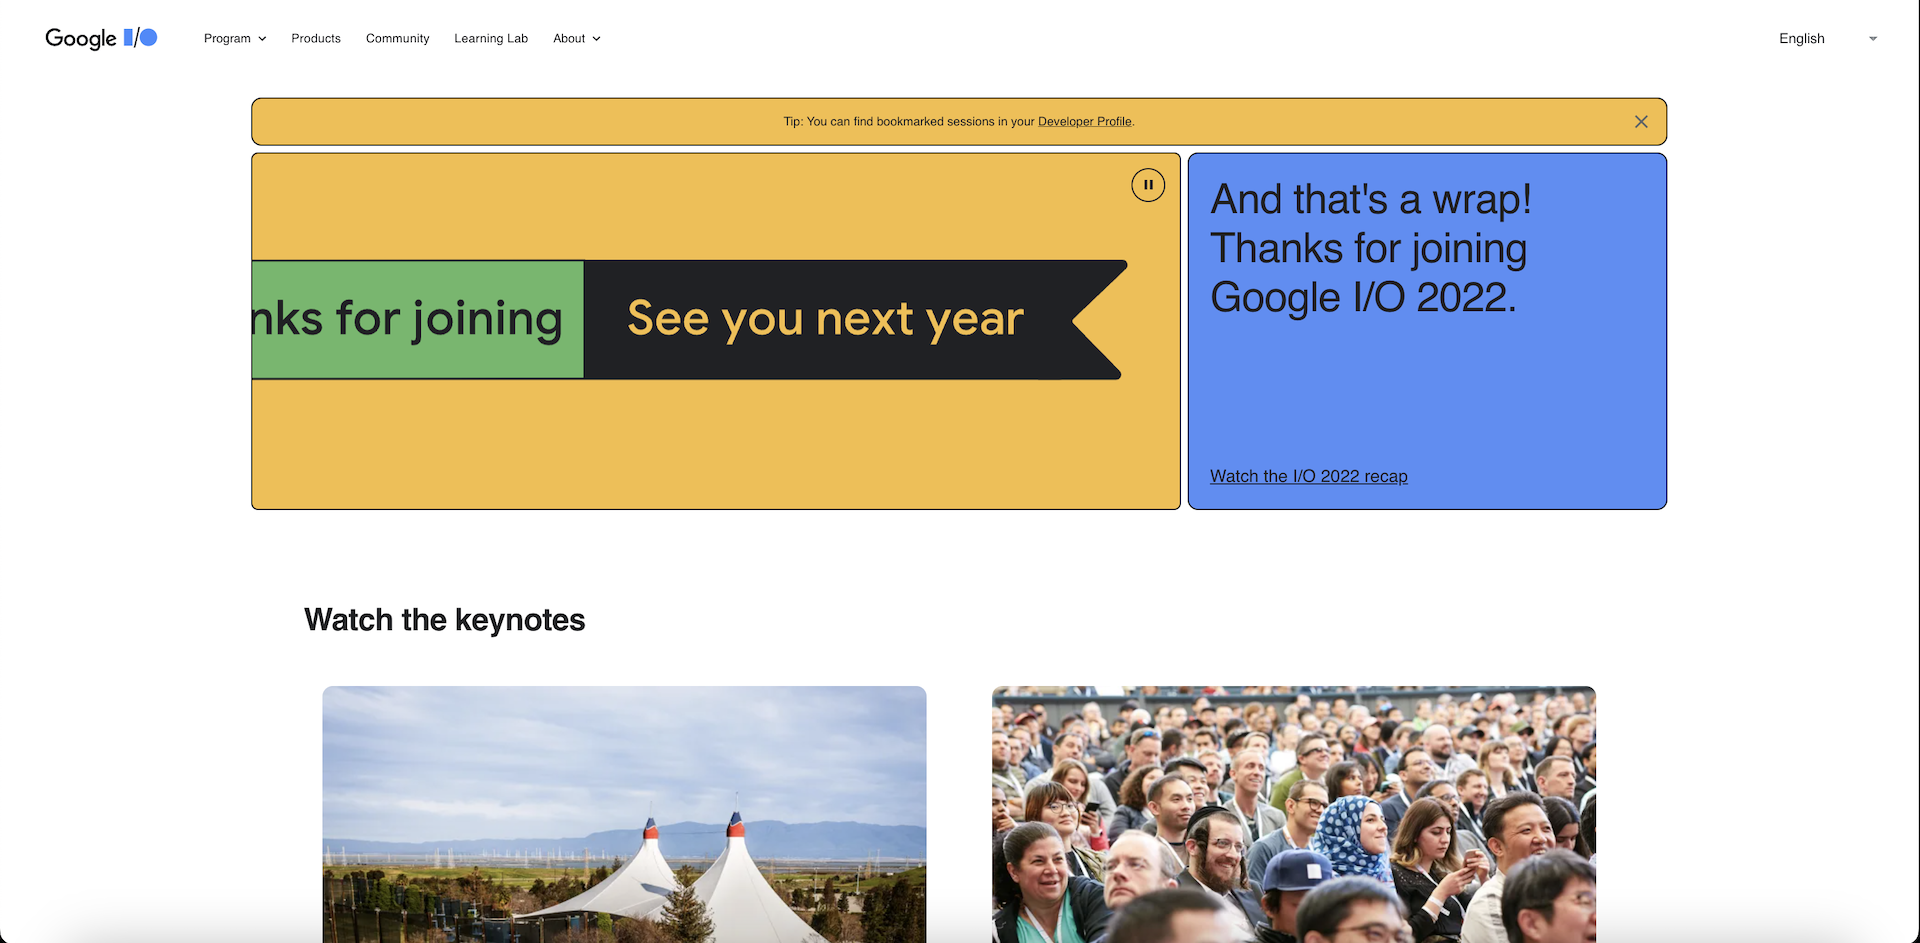 Google I/O
Program
Products
Community
Learning Lab
About
English
Tip: You can find bookmarked sessions in your Developer Profile.
nks for joining
See you next year
And that's a wrap!
Thanks for joining
Google I/O 2022.
Watch the I/O 2022 recap
Watch the keynotes